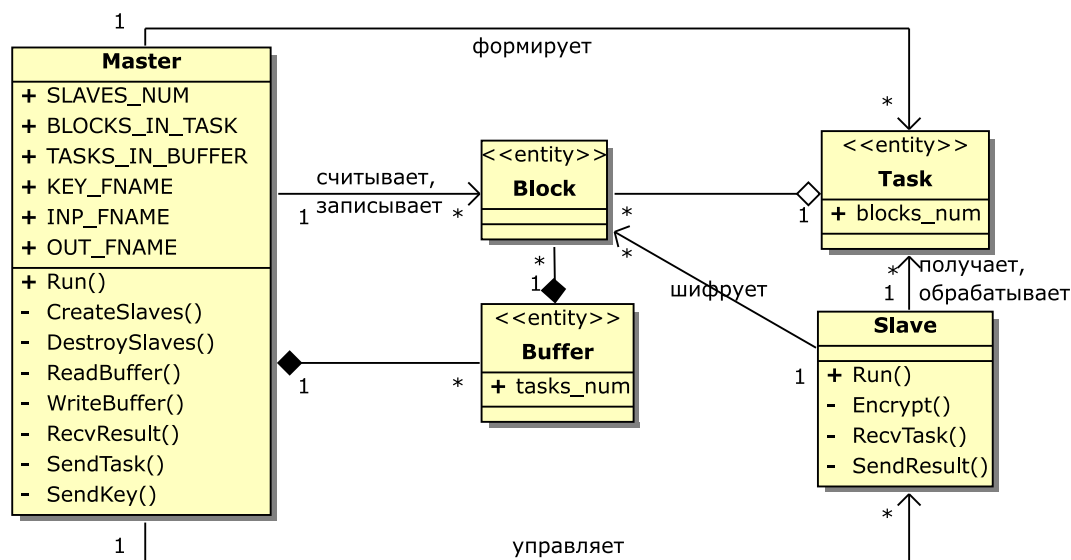 1
формирует
*
Master
+ SLAVES_NUM
+ BLOCKS_IN_TASK
+ TASKS_IN_BUFFER
+ KEY_FNAME
+ INP_FNAME
+ OUT_FNAME
+ Run()
- CreateSlaves()
- DestroySlaves()
- ReadBuffer()
- WriteBuffer()
- RecvResult()
- SendTask()
- SendKey()
считывает,
записывает
1
*
<<entity>>
Block
*
1
<<entity>>
Task
+ blocks_num
*
1
*
шифрует
1
*
1
получает,
обрабатывает
<<entity>>
Buffer
+ tasks_num
1
*
Slave
+ Run()
- Encrypt()
- RecvTask()
- SendResult()
1
управляет
*